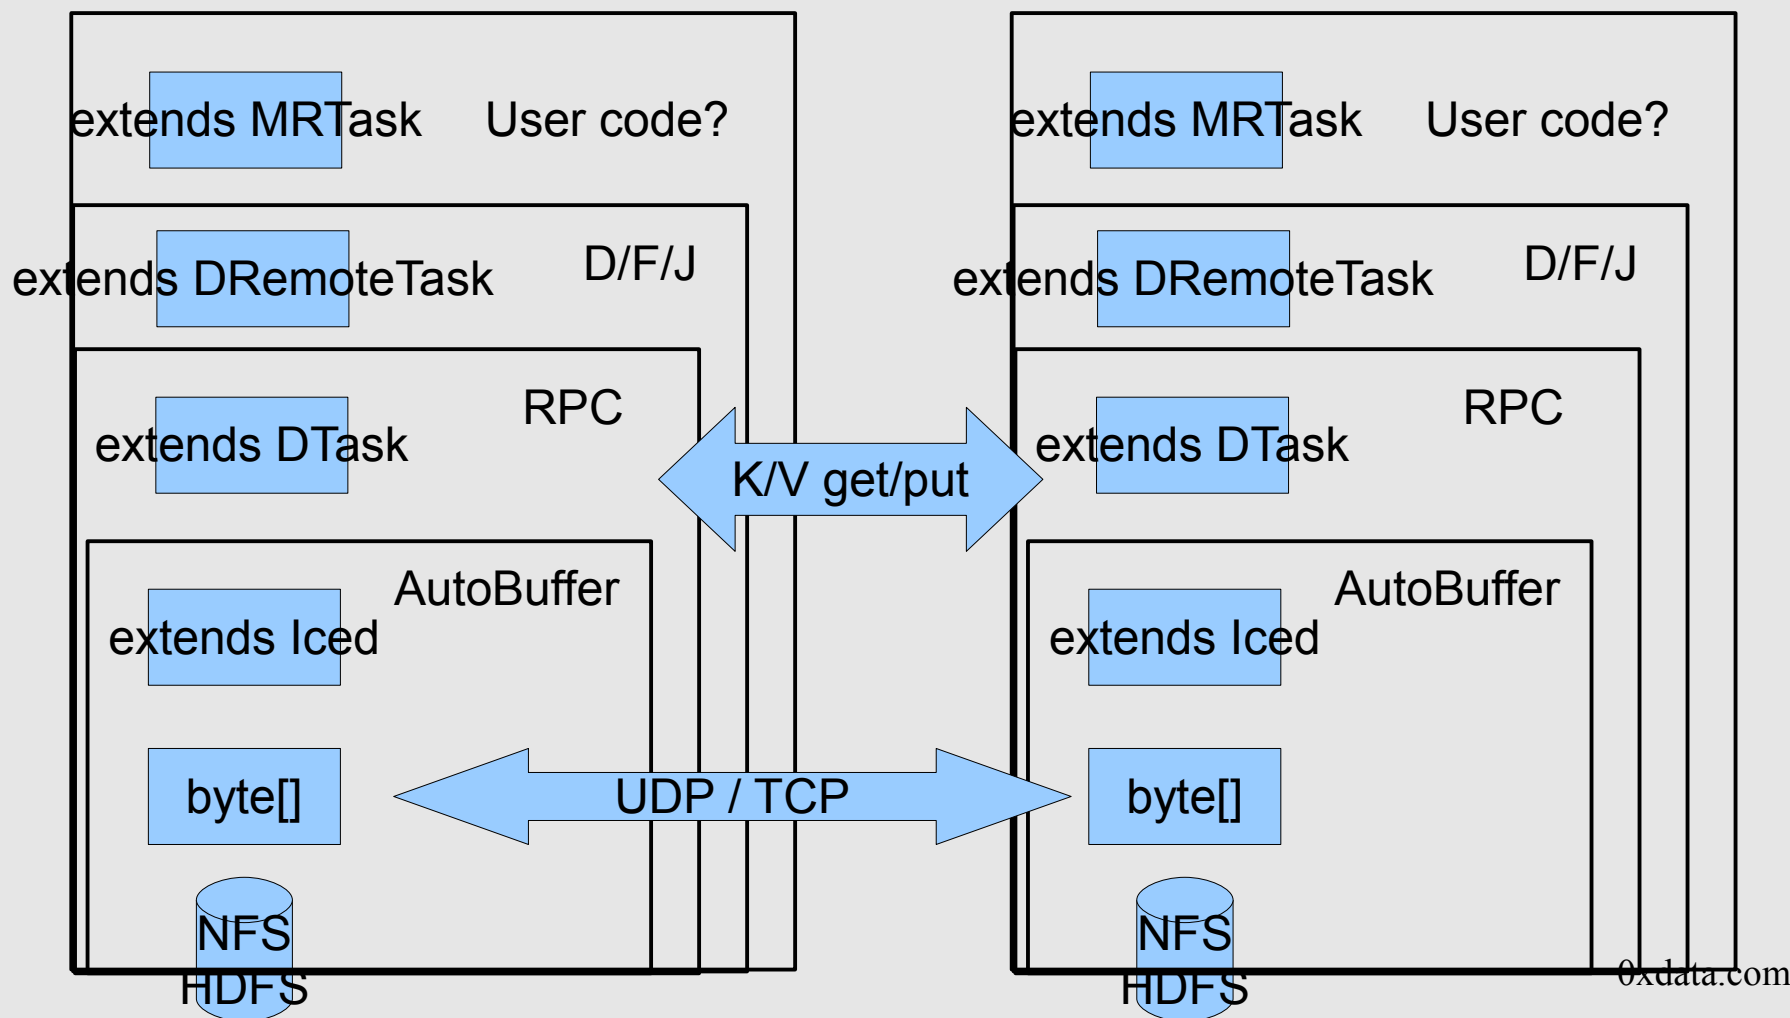 extends MRTask
User code?
extends DRemoteTask
D/F/J
RPC
extends DTask
AutoBuffer
extends Iced
byte[]
NFS
HDFS
K/V get/put
UDP / TCP
extends MRTask
User code?
extends DRemoteTask
D/F/J
RPC
extends DTask
AutoBuffer
extends Iced
byte[]
NFS
HDFS
0xdata.com